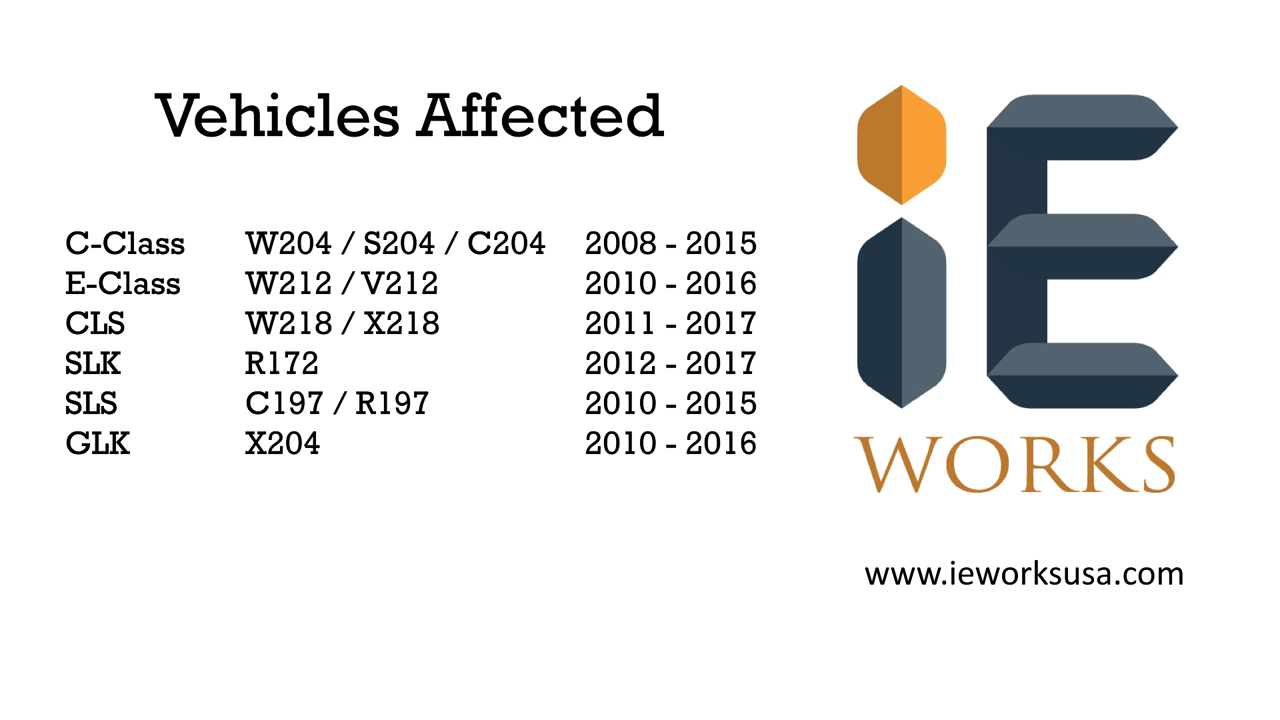 Vehicles Affected
C-Class W204 / S204 / C204 2008 - 2015
E-Class W212 / V212 2010 - 2016
CLS W218 / X218 2011 - 2017
SLK R172 2012 - 2017
SLS C197 / R197 2010 - 2015
GLK X204 2010 - 2016
iE
WORKS
www.ieworksusa.com